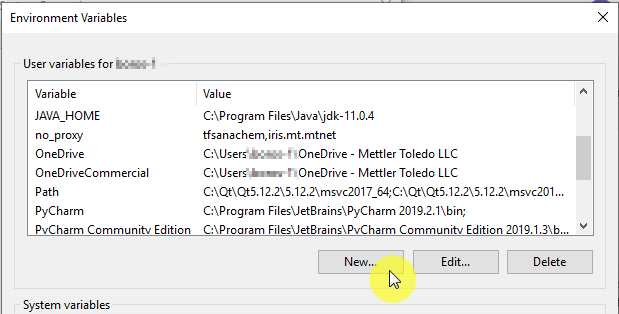 Environment Variables
User variables for
Variable Value
JAVA_HOME C:\Program Files\Java\jdk-11.0.4
no_proxy tfsanachem,iris.mt.mtnet
OneDrive C:\Users\ \OneDrive - Mettler Toledo LLC
OneDriveCommercial C:\Users\ \OneDrive - Mettler Toledo LLC
Path C:\Qt\Qt5.12.2\5.12.2\msvc2017_64;C:\Qt\Qt5.12.2\5.12.2\msvc201...
PyCharm C:\Program Files\JetBrains\PyCharm 2019.2.1\bin;
PyCharm Community Edition C:\Program Files\JetBrains\PyCharm Community Edition 2019.1.3\b...
New... Edit... Delete
System variables